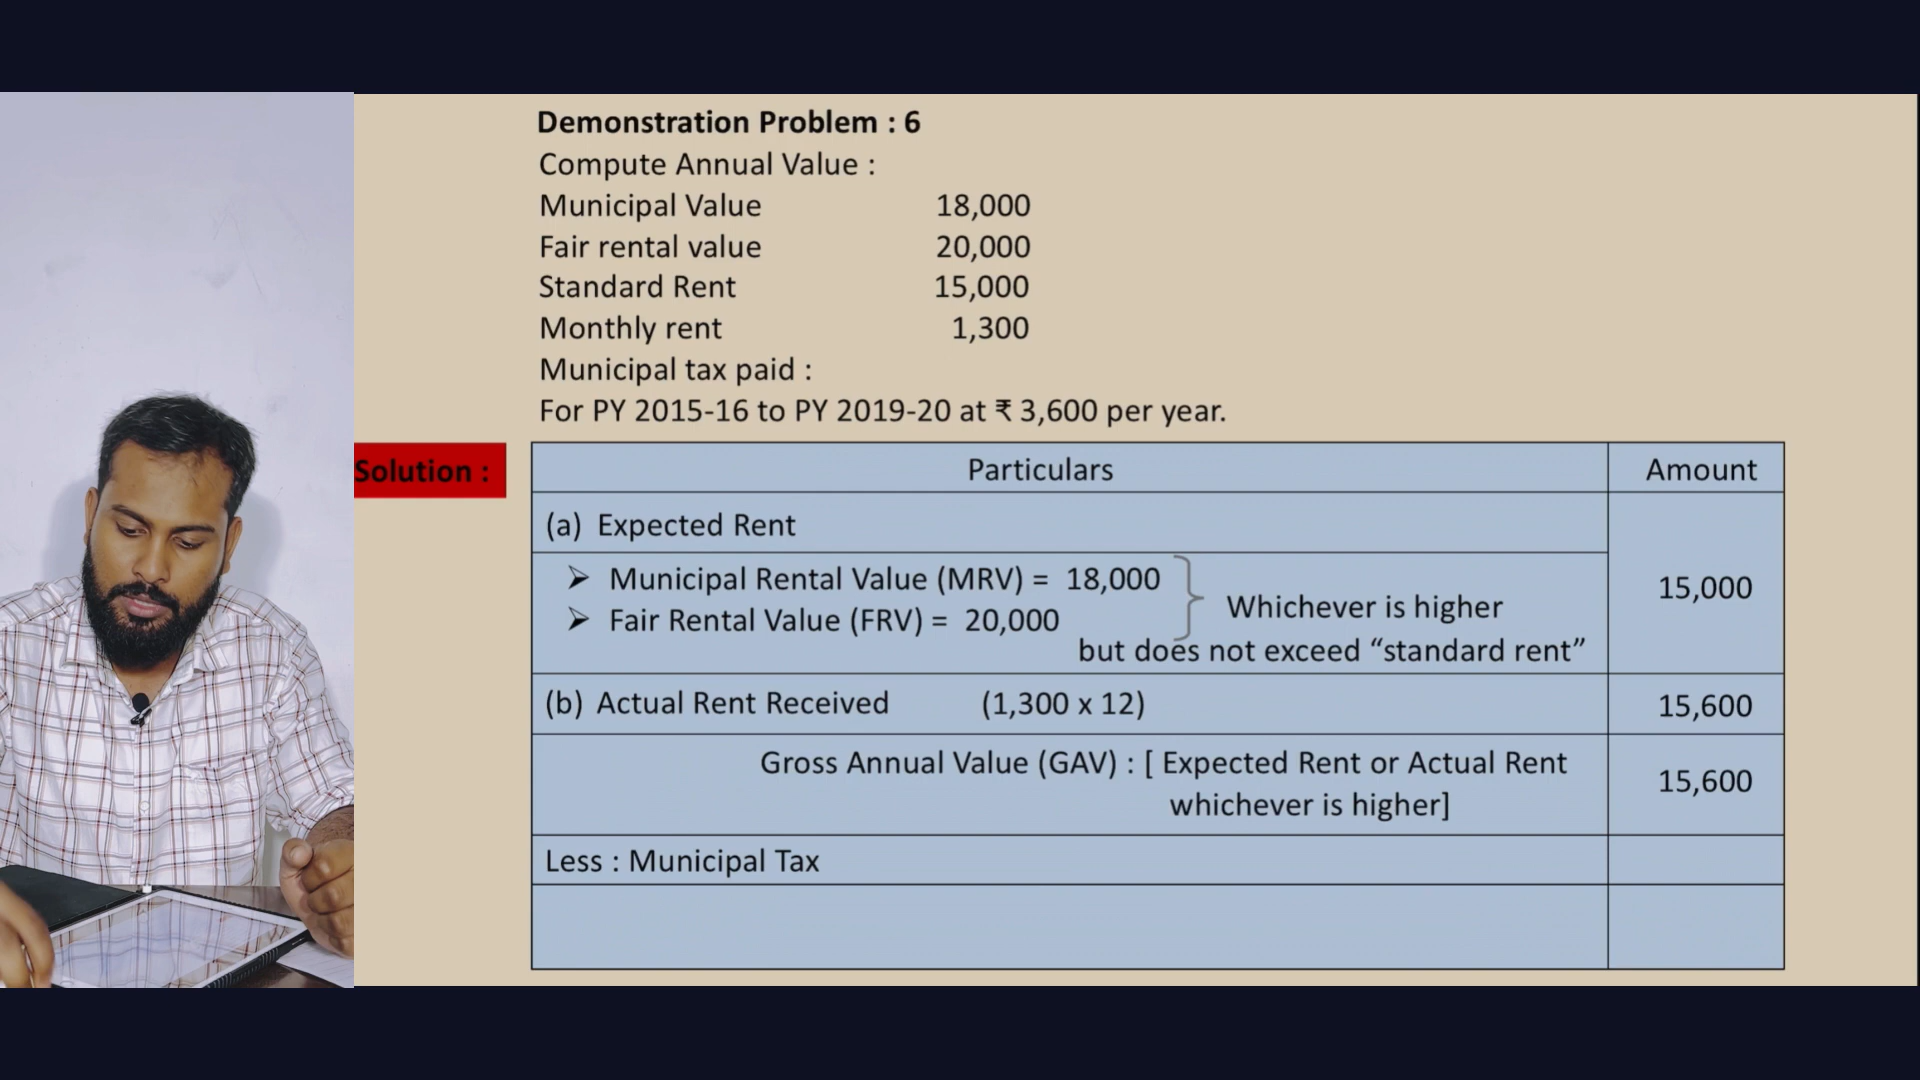 Demonstration Problem : 6
Compute Annual Value :
Municipal Value 18,000
Fair rental value 20,000
Standard Rent 15,000
Monthly rent 1,300
Municipal tax paid :
For PY 2015-16 to PY 2019-20 at ₹ 3,600 per year.
Solution :
Particulars Amount
(a) Expected Rent
➢ Municipal Rental Value (MRV) = 18,000
➢ Fair Rental Value (FRV) = 20,000
Whichever is higher
but does not exceed “standard rent”
15,000
(b) Actual Rent Received (1,300 x 12) 15,600
Gross Annual Value (GAV) : [ Expected Rent or Actual Rent
whichever is higher]
15,600
Less : Municipal Tax